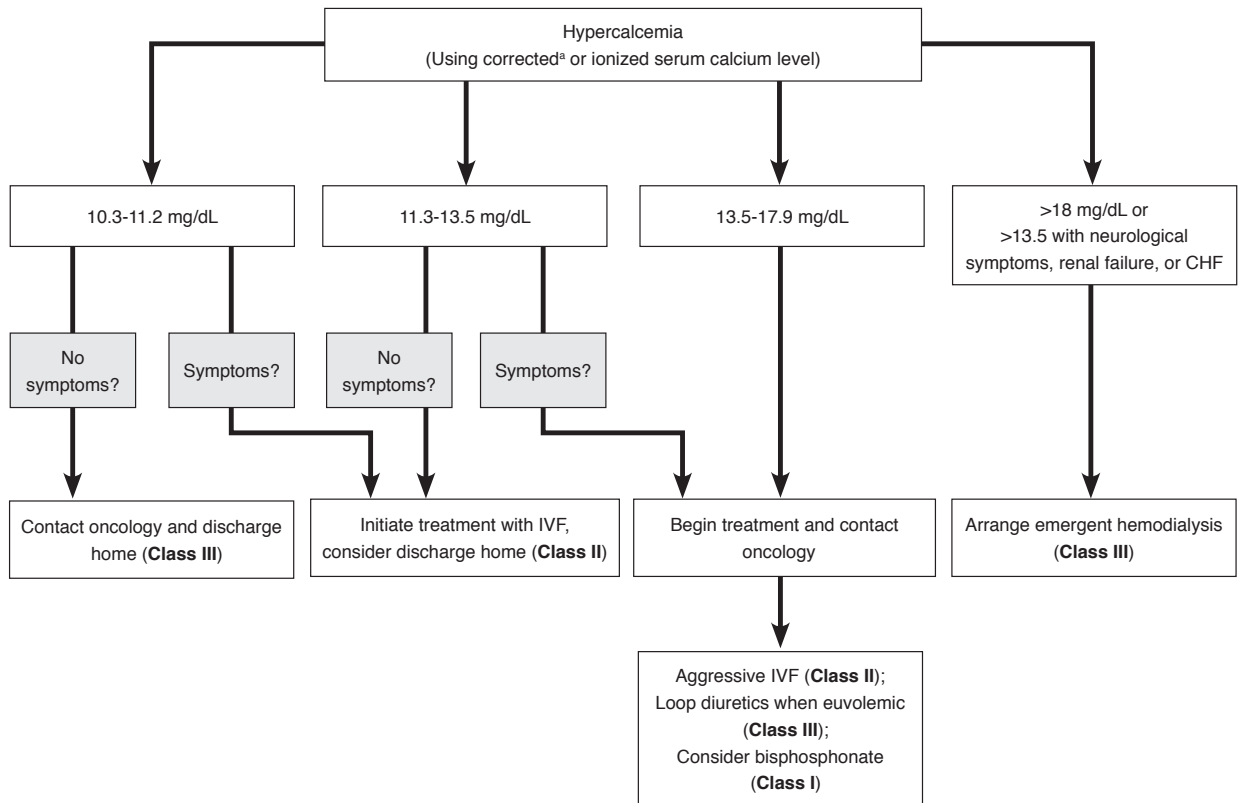 Hypercalcemia
(Using correctedᵃ or ionized serum calcium level)
10.3-11.2 mg/dL
11.3-13.5 mg/dL
13.5-17.9 mg/dL
>18 mg/dL or
>13.5 with neurological
symptoms, renal failure, or CHF
No
symptoms?
Symptoms?
No
symptoms?
Symptoms?
Contact oncology and discharge
home (Class III)
Initiate treatment with IVF,
consider discharge home (Class II)
Begin treatment and contact
oncology
Arrange emergent hemodialysis
(Class III)
Aggressive IVF (Class II);
Loop diuretics when euvolemic
(Class III);
Consider bisphosphonate
(Class I)